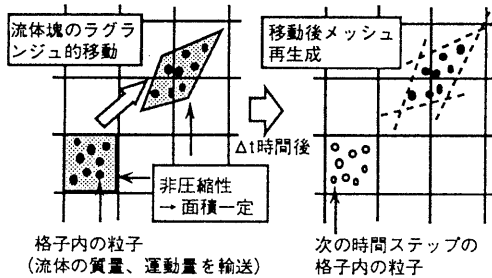 流体塊のラグラ
ンジュ的移動
移動後メッシュ
再生成
Δt時間後
非圧縮性
→ 面積一定
格子内の粒子
(流体の質量、運動量を輸送)
次の時間ステップの
格子内の粒子